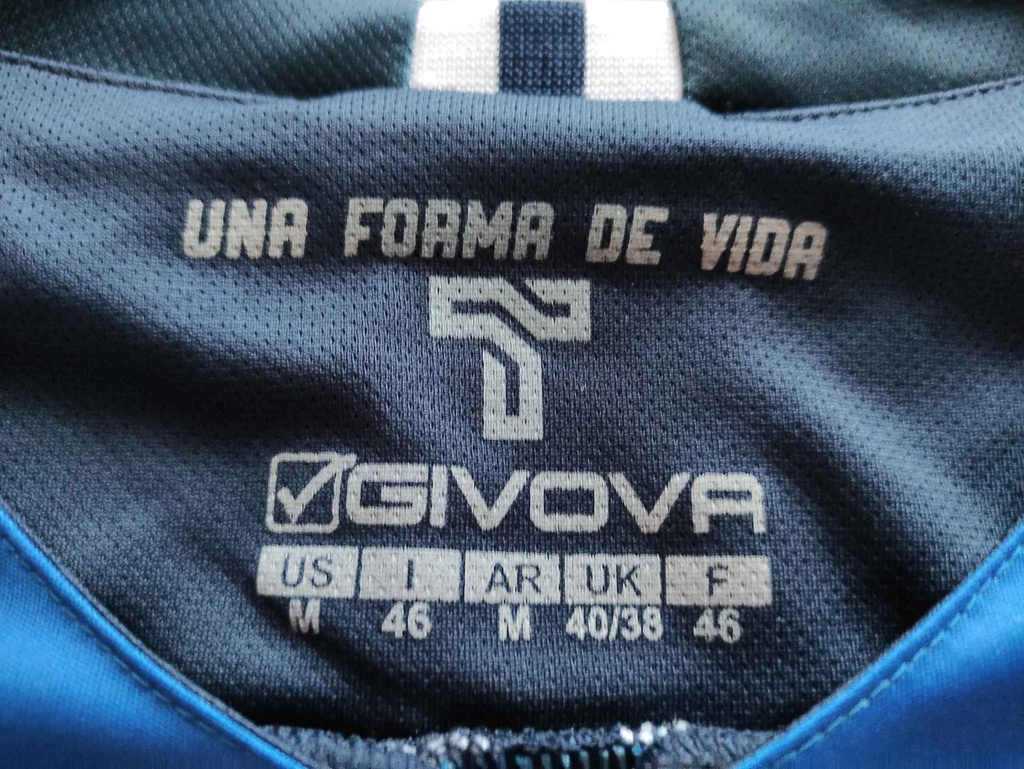 UNA FORMA DE VIDA
GIVOVA
US I AR UK F
M 46 M 40/38 46